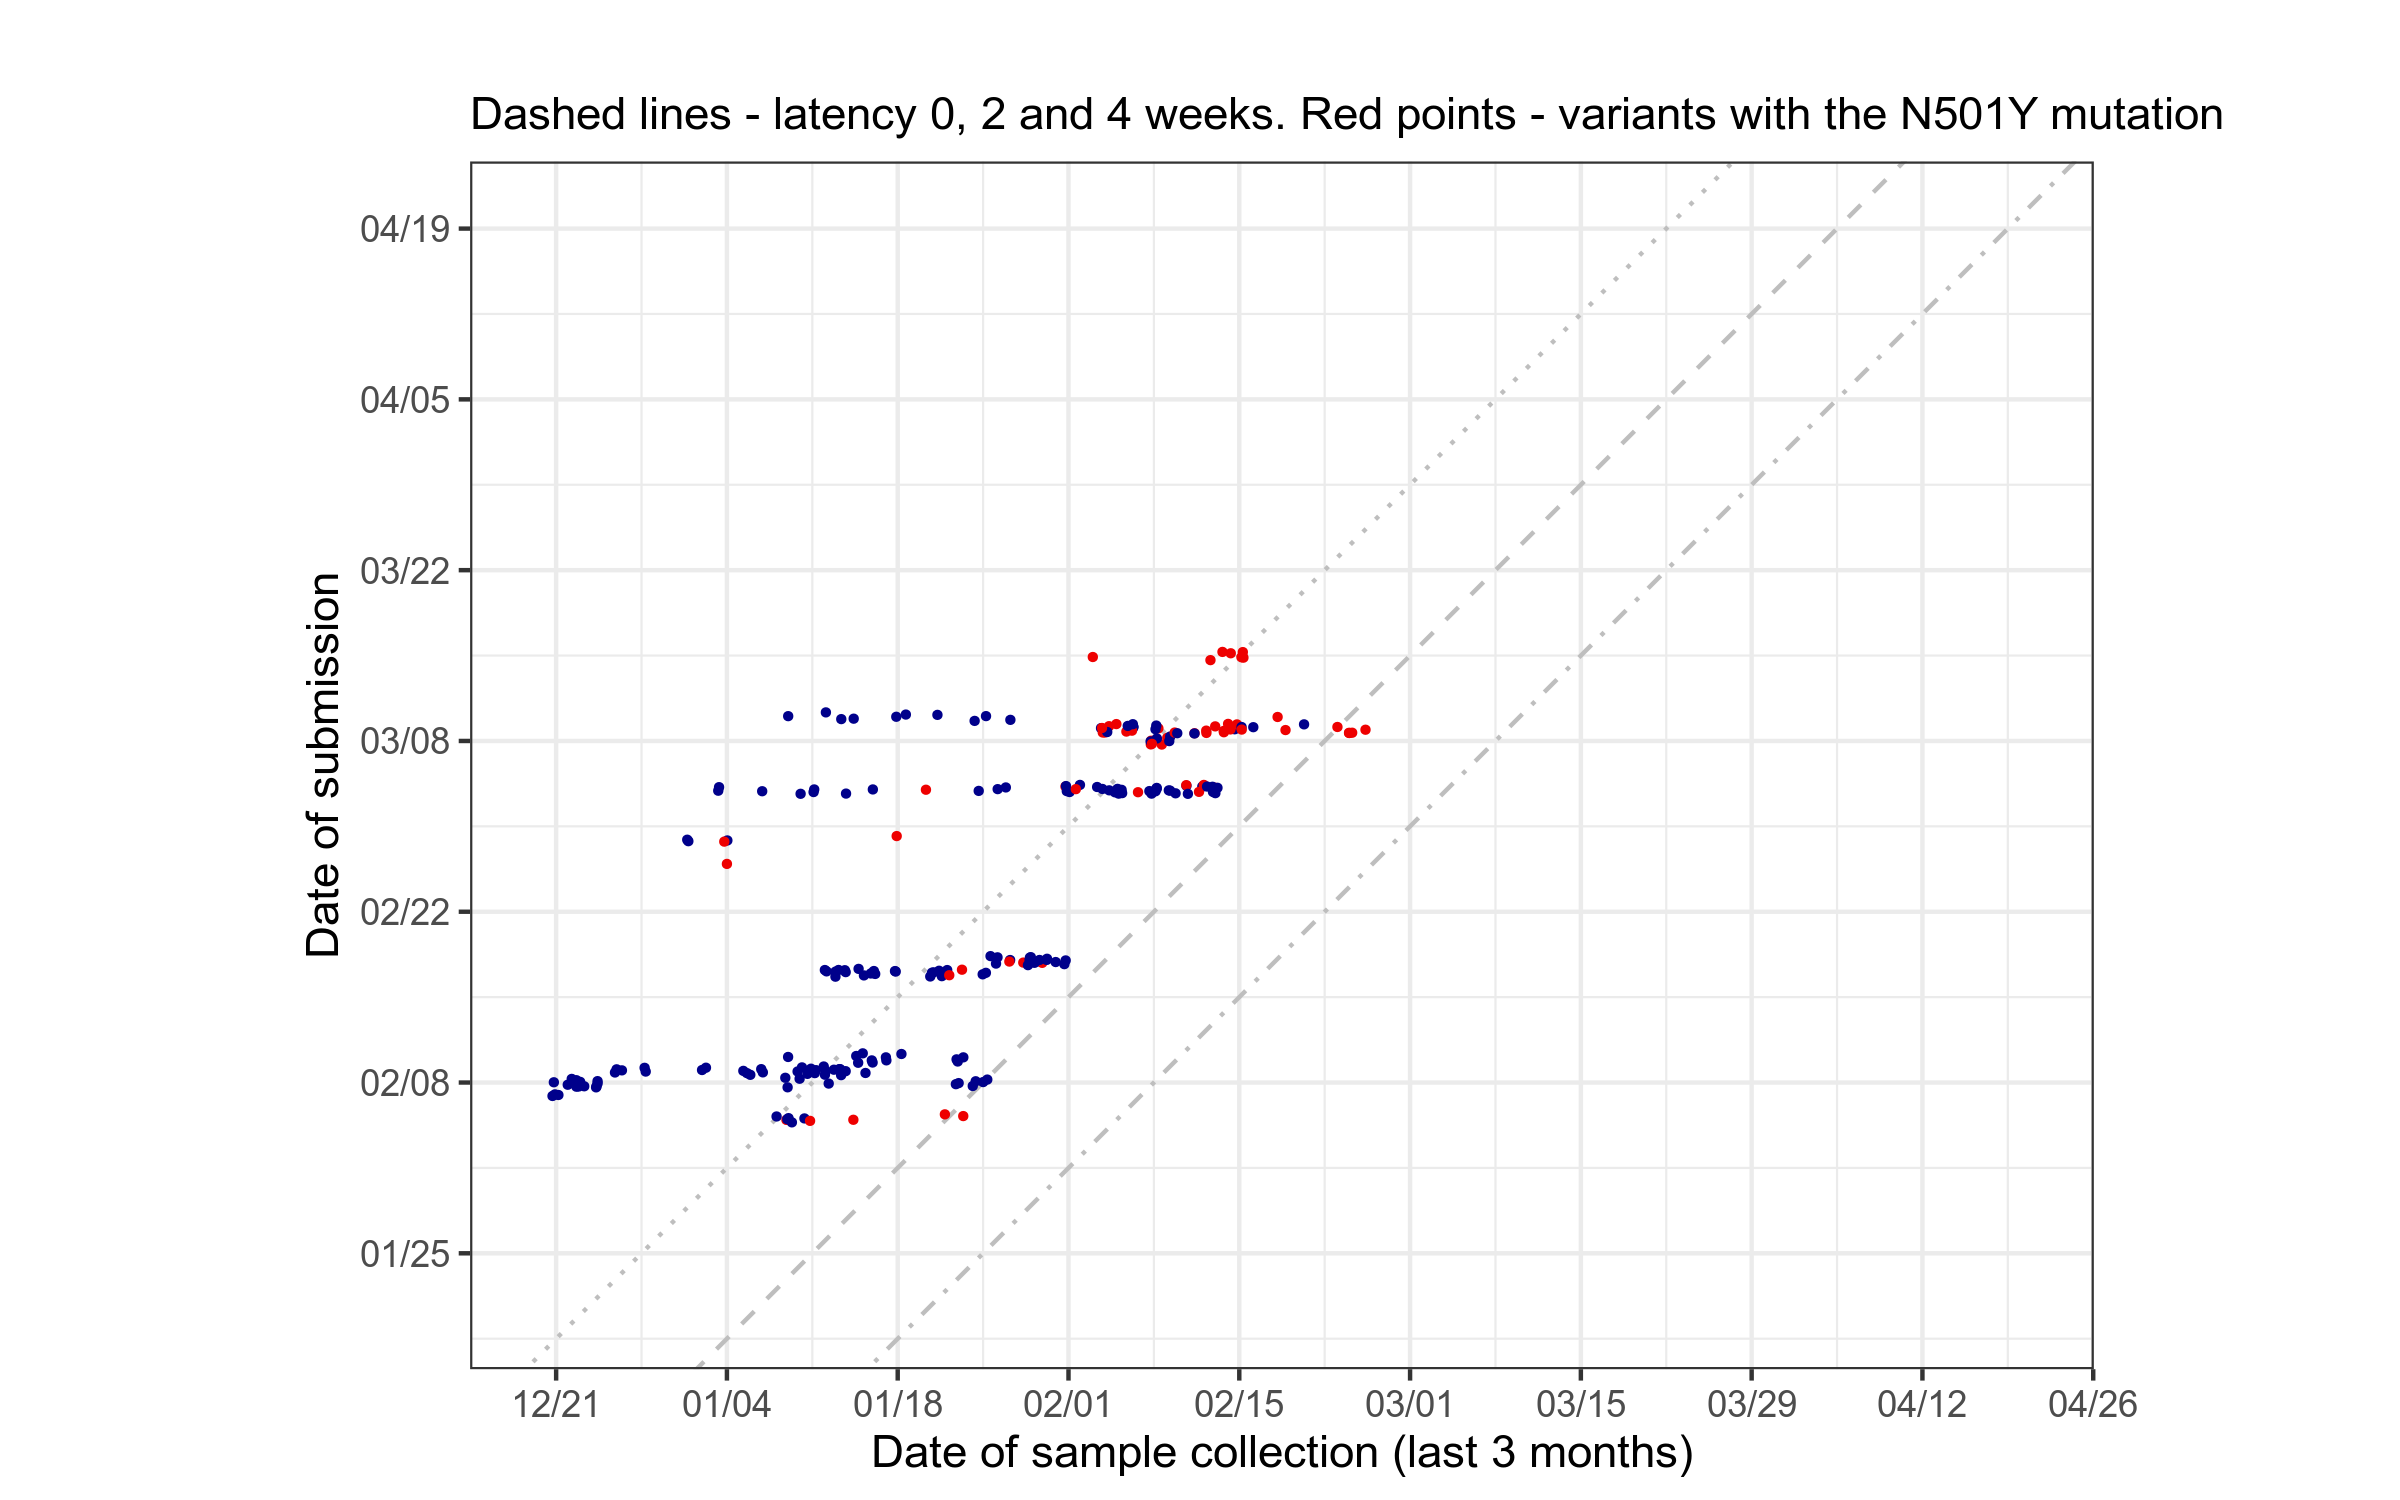 Dashed lines - latency 0, 2 and 4 weeks. Red points - variants with the N501Y mutation
Date of submission
04/19
04/05
03/22
03/08
02/22
02/08
01/25
12/21 01/04 01/18 02/01 02/15 03/01 03/15 03/29 04/12 04/26
Date of sample collection (last 3 months)